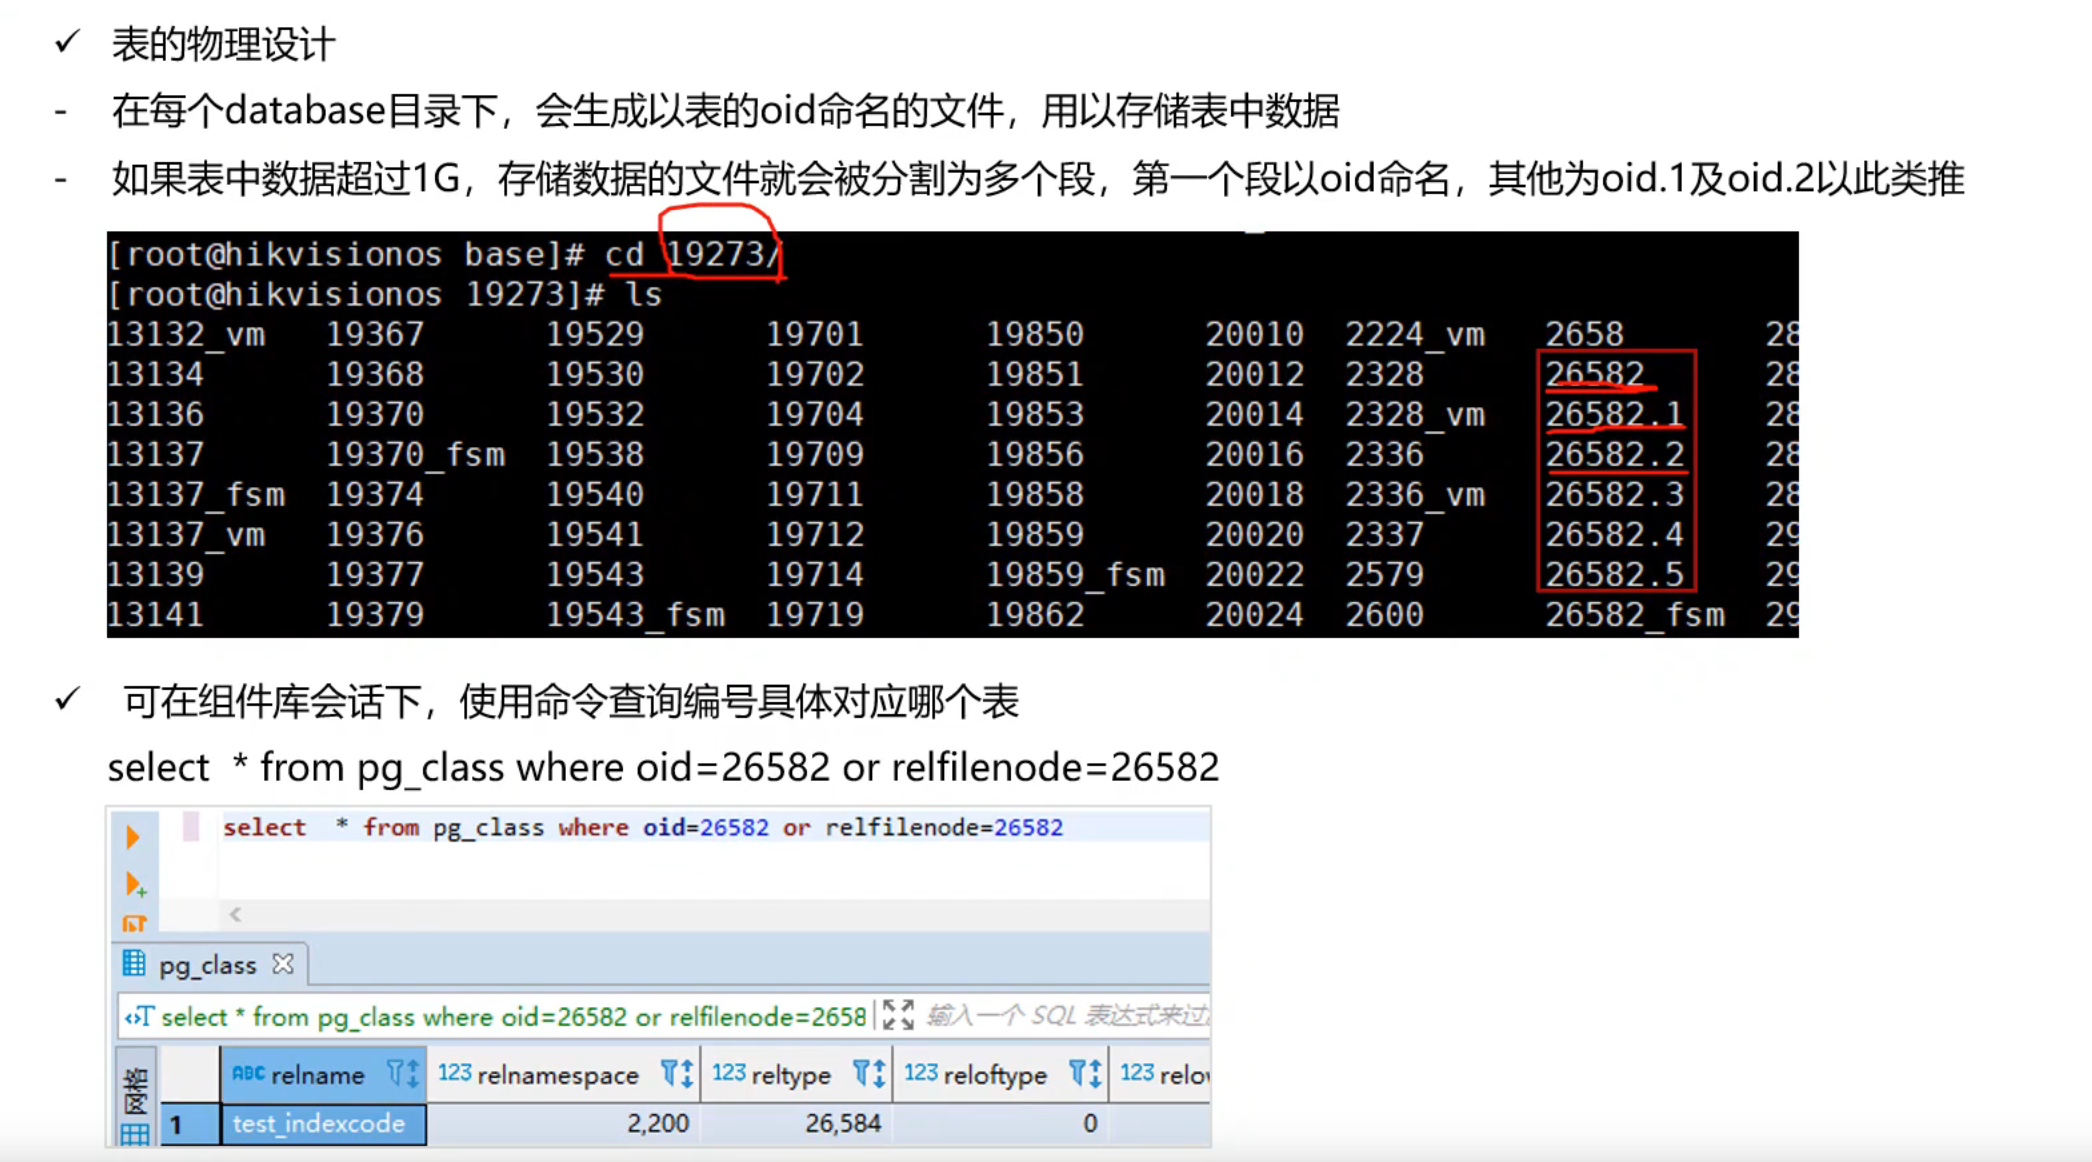 ✓ 表的物理设计
- 在每个database目录下，会生成以表的oid命名的文件，用以存储表中数据
- 如果表中数据超过1G，存储数据的文件就会被分割为多个段，第一个段以oid命名，其他为oid.1及oid.2以此类推
[root@hikvisionos base]# cd 19273/
[root@hikvisionos 19273]# ls
13132_vm 19367 19529 19701 19850 20010 2224_vm 2658 28
13134 19368 19530 19702 19851 20012 2328 26582 28
13136 19370 19532 19704 19853 20014 2328_vm 26582.1 28
13137 19370_fsm 19538 19709 19856 20016 2336 26582.2 28
13137_fsm 19374 19540 19711 19858 20018 2336_vm 26582.3 28
13137_vm 19376 19541 19712 19859 20020 2337 26582.4 29
13139 19377 19543 19714 19859_fsm 20022 2579 26582.5 29
13141 19379 19543_fsm 19719 19862 20024 2600 26582_fsm 29
✓ 可在组件库会话下，使用命令查询编号具体对应哪个表
select * from pg_class where oid=26582 or relfilenode=26582
select * from pg_class where oid=26582 or relfilenode=26582
pg_class
select * from pg_class where oid=26582 or relfilenode=2658 输入一个 SQL 表达式来过
网格 ABC relname 123 relnamespace 123 reltype 123 reloftype 123 relo
1 test_indexcode 2,200 26,584 0